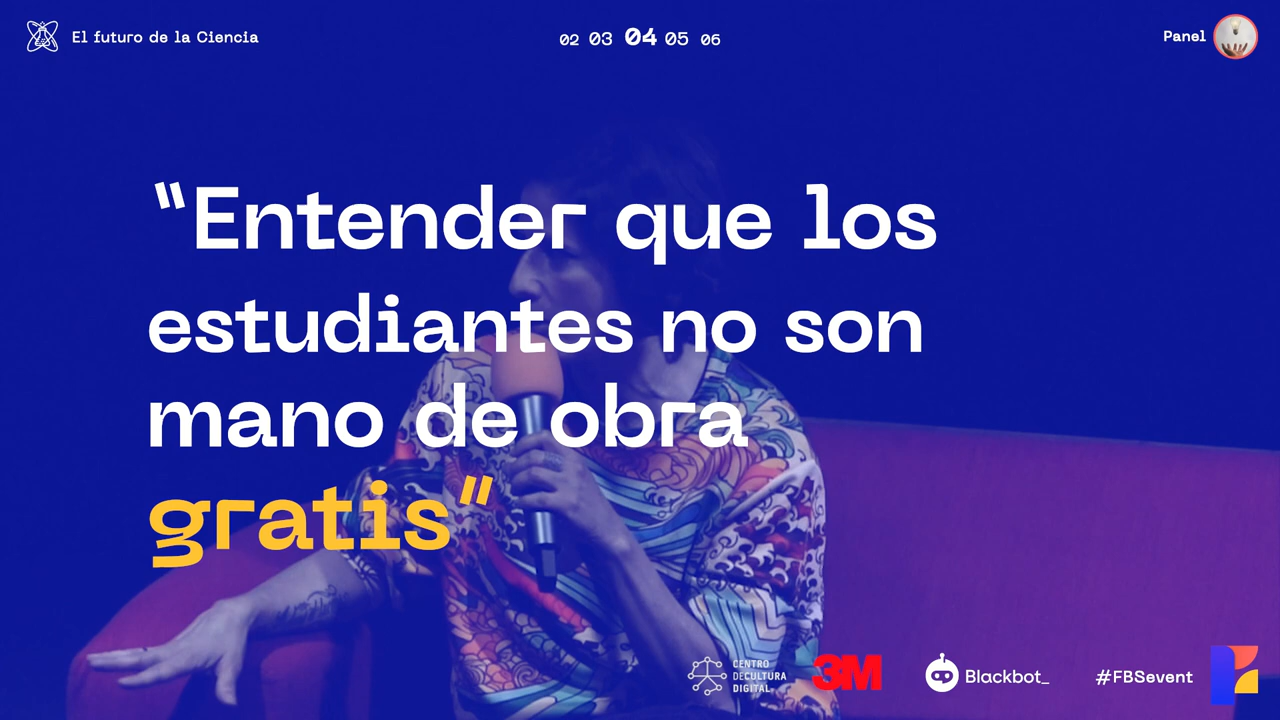 El futuro de la Ciencia
02 03 04 05 06
Panel
“Entender que los
estudiantes no son
mano de obra
gratis”
CENTRO
DECULTURA
DIGITAL
3M
Blackbot_
#FBSevent